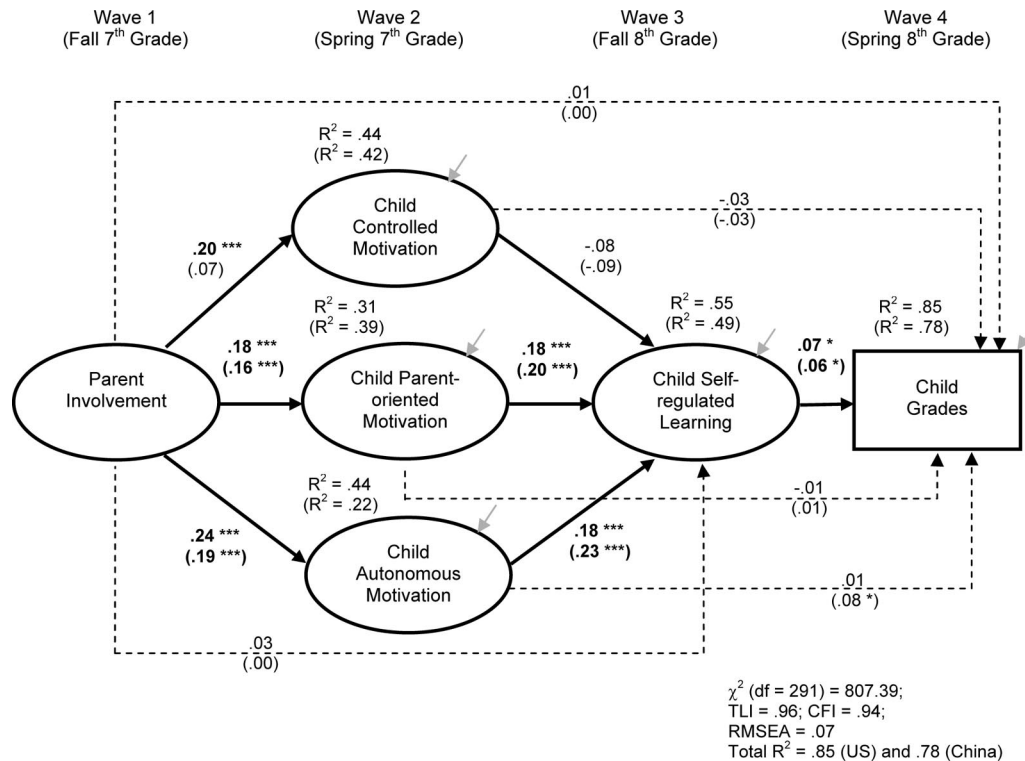 Wave 1
(Fall 7th Grade)
Wave 2
(Spring 7th Grade)
Wave 3
(Fall 8th Grade)
Wave 4
(Spring 8th Grade)
.01
(.00)
R² = .44
(R² = .42)
Child
Controlled
Motivation
-.03
(-.03)
.20 ***
(.07)
-.08
(-.09)
R² = .31
(R² = .39)
R² = .55
(R² = .49)
R² = .85
(R² = .78)
Parent
Involvement
.18 ***
(.16 ***)
Child Parent-
oriented
Motivation
.18 ***
(.20 ***)
Child Self-
regulated
Learning
.07 *
(.06 *)
Child
Grades
R² = .44
(R² = .22)
-.01
(.01)
.24 ***
(.19 ***)
Child
Autonomous
Motivation
.18 ***
(.23 ***)
.01
(.08 *)
.03
(.00)
χ² (df = 291) = 807.39;
TLI = .96; CFI = .94;
RMSEA = .07
Total R² = .85 (US) and .78 (China)